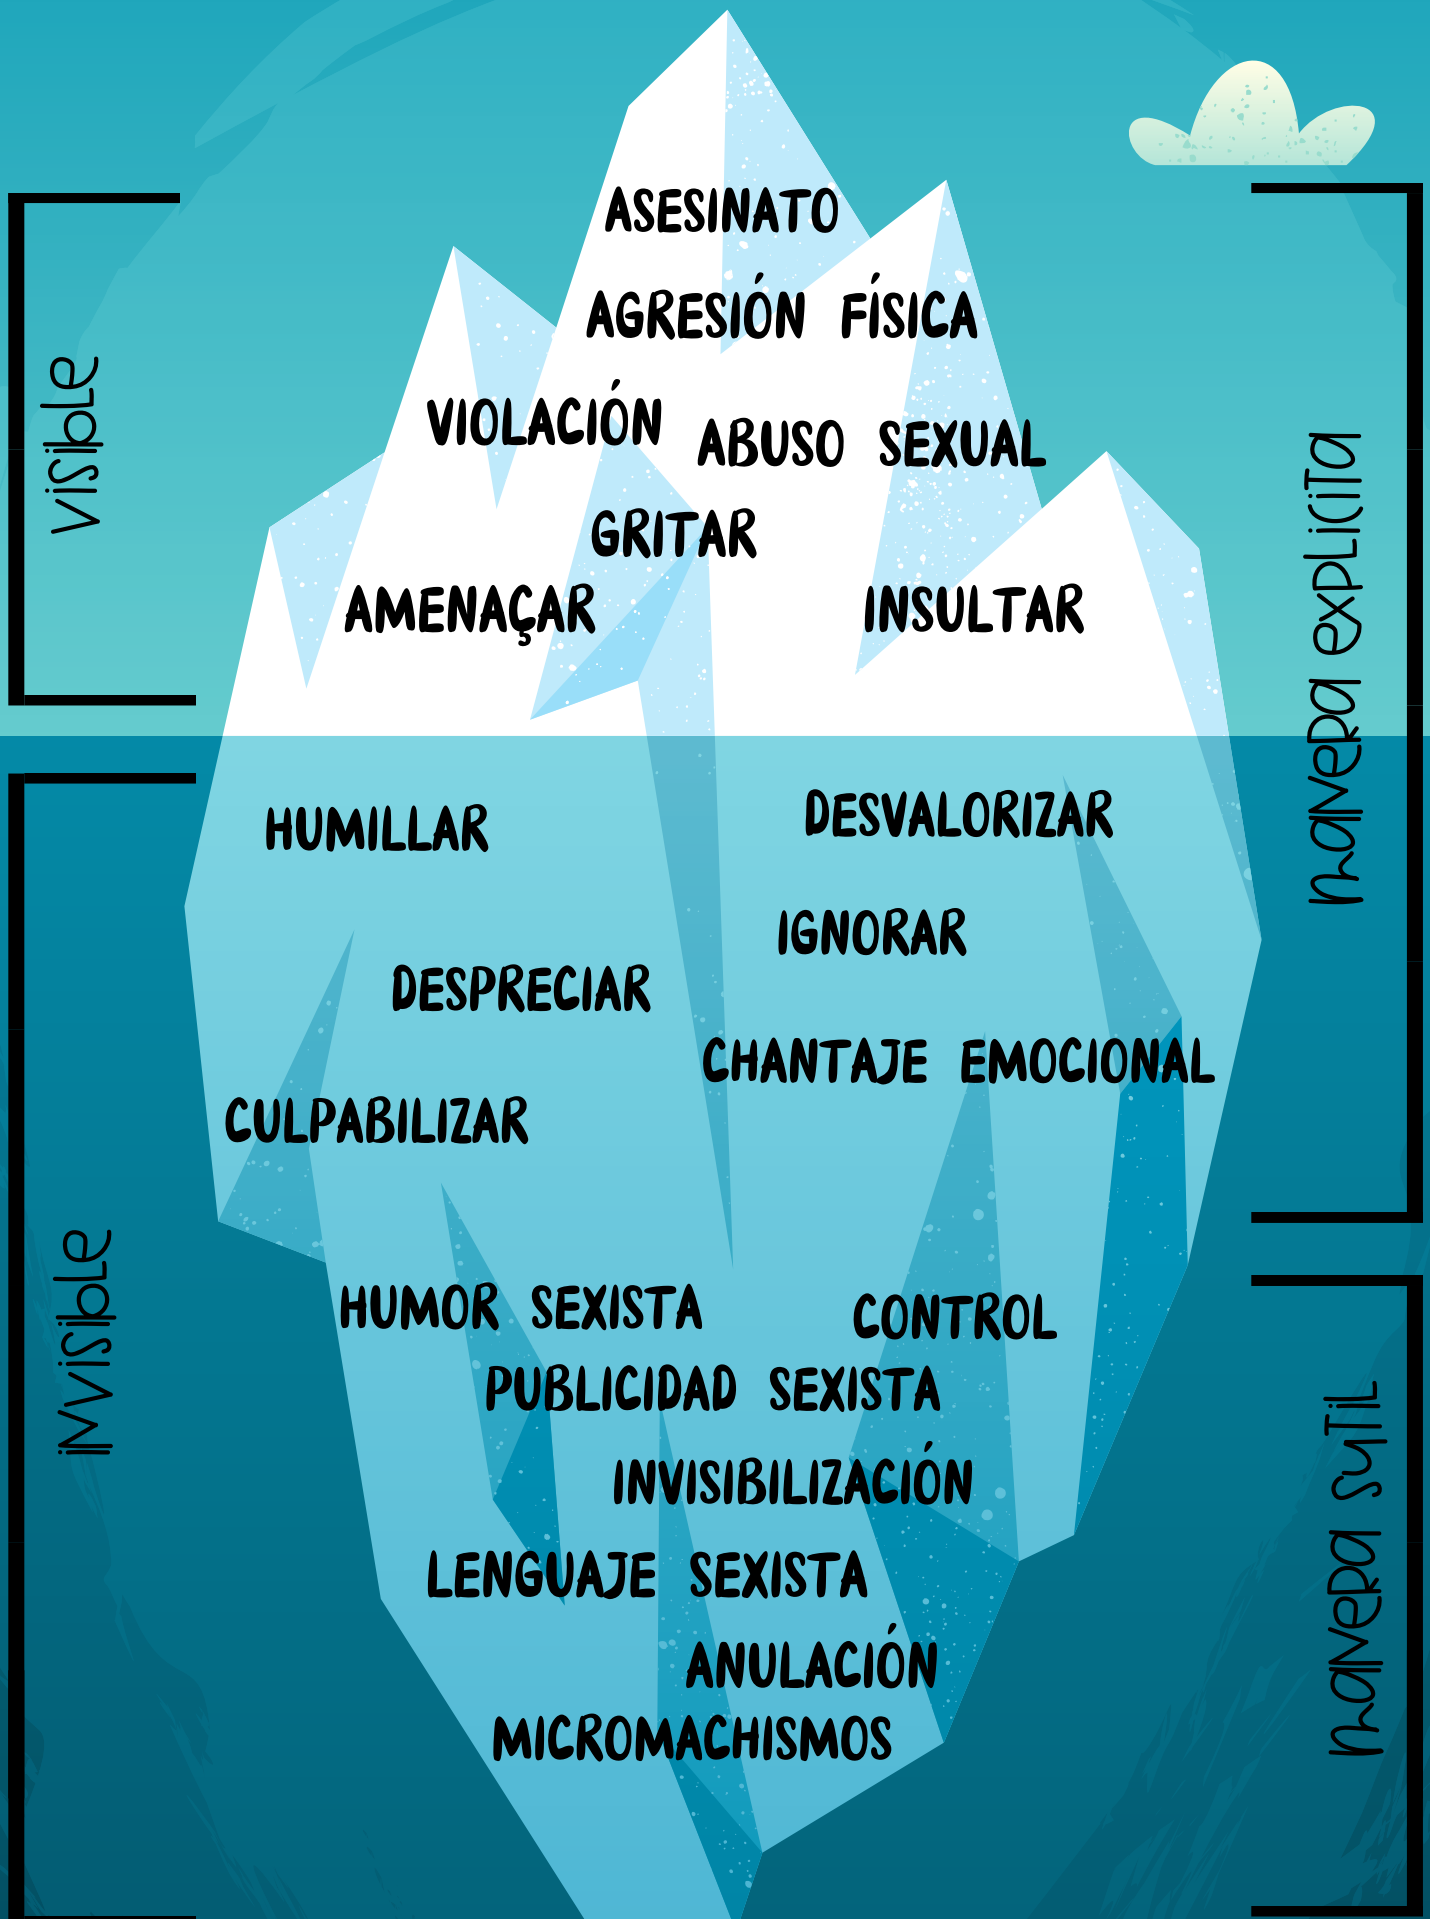 ASESINATO
AGRESIÓN FÍSICA
VIOLACIÓN
ABUSO SEXUAL
GRITAR
AMENAÇAR
INSULTAR
visible
manera explicita
HUMILLAR
DESVALORIZAR
IGNORAR
DESPRECIAR
CHANTAJE EMOCIONAL
CULPABILIZAR
HUMOR SEXISTA
CONTROL
PUBLICIDAD SEXISTA
INVISIBILIZACIÓN
LENGUAJE SEXISTA
ANULACIÓN
MICROMACHISMOS
invisible
manera sutil